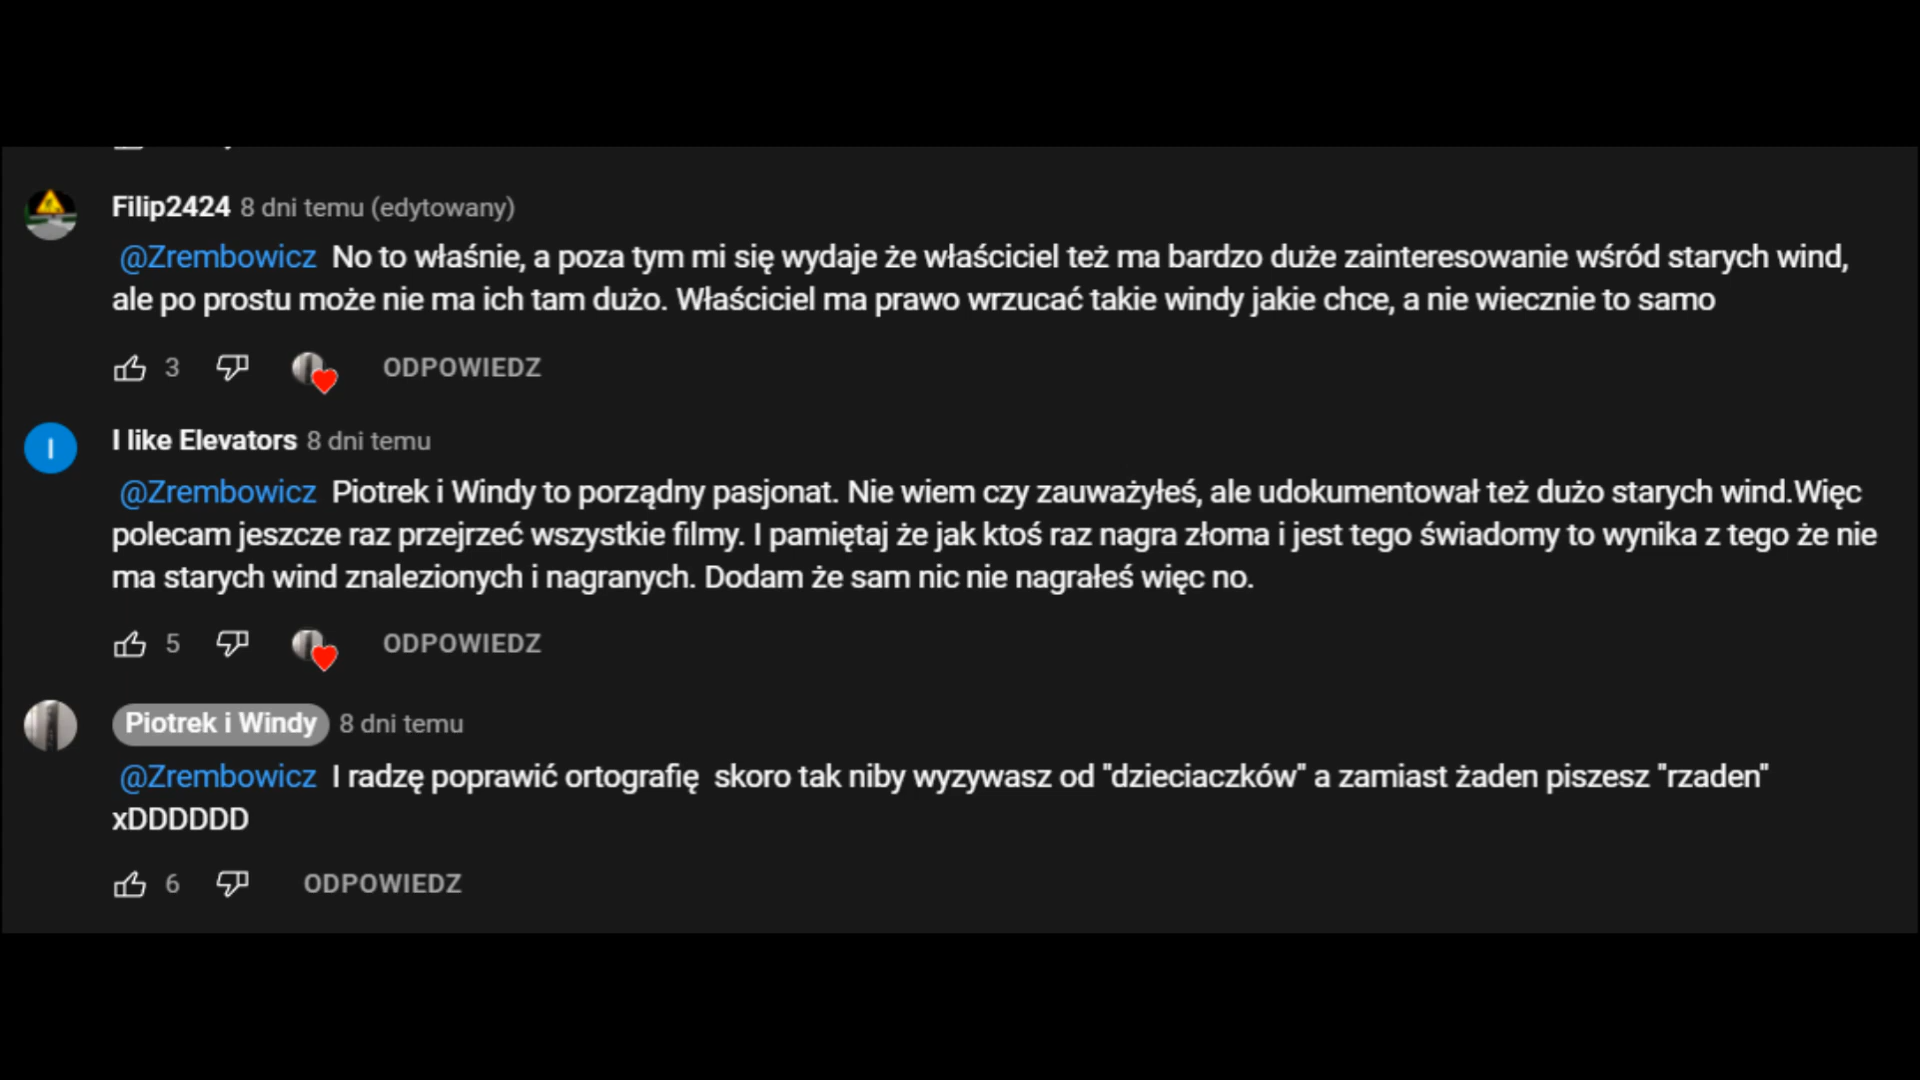 Filip2424 8 dni temu (edytowany)
@Zrembowicz No to właśnie, a poza tym mi się wydaje że właściciel też ma bardzo duże zainteresowanie wśród starych wind,
ale po prostu może nie ma ich tam dużo. Właściciel ma prawo wrzucać takie windy jakie chce, a nie wiecznie to samo
3 ODPOWIEDZ
I
I like Elevators 8 dni temu
@Zrembowicz Piotrek i Windy to porządny pasjonat. Nie wiem czy zauważyłeś, ale udokumentował też dużo starych wind.Więc
polecam jeszcze raz przejrzeć wszystkie filmy. I pamiętaj że jak ktoś raz nagra złoma i jest tego świadomy to wynika z tego że nie
ma starych wind znalezionych i nagranych. Dodam że sam nic nie nagrałeś więc no.
5 ODPOWIEDZ
Piotrek i Windy 8 dni temu
@Zrembowicz I radzę poprawić ortografię  skoro tak niby wyzywasz od "dzieciaczków" a zamiast żaden piszesz "rzaden"
xDDDDDD
6 ODPOWIEDZ